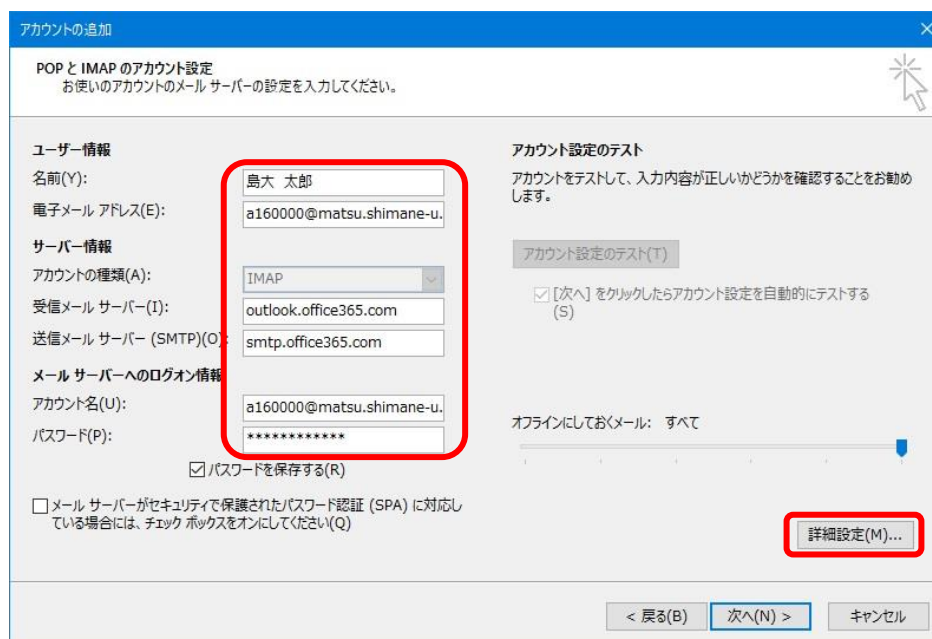 アカウントの追加
POP と IMAP のアカウント設定
お使いのアカウントのメール サーバーの設定を入力してください。
ユーザー情報
名前(Y):
島大 太郎
電子メール アドレス(E):
a160000@matsu.shimane-u.
サーバー情報
アカウントの種類(A):
IMAP
受信メール サーバー(I):
outlook.office365.com
送信メール サーバー (SMTP)(O):
smtp.office365.com
メール サーバーへのログオン情報
アカウント名(U):
a160000@matsu.shimane-u.
パスワード(P):
************
パスワードを保存する(R)
メール サーバーがセキュリティで保護されたパスワード認証 (SPA) に対応し
ている場合には、チェック ボックスをオンにしてください(Q)
アカウント設定のテスト
アカウントをテストして、入力内容が正しいかどうかを確認することをお勧め
します。
アカウント設定のテスト(T)
[次へ] をクリックしたらアカウント設定を自動的にテストする
(S)
オフラインにしておくメール: すべて
詳細設定(M)...
< 戻る(B)
次へ(N) >
キャンセル